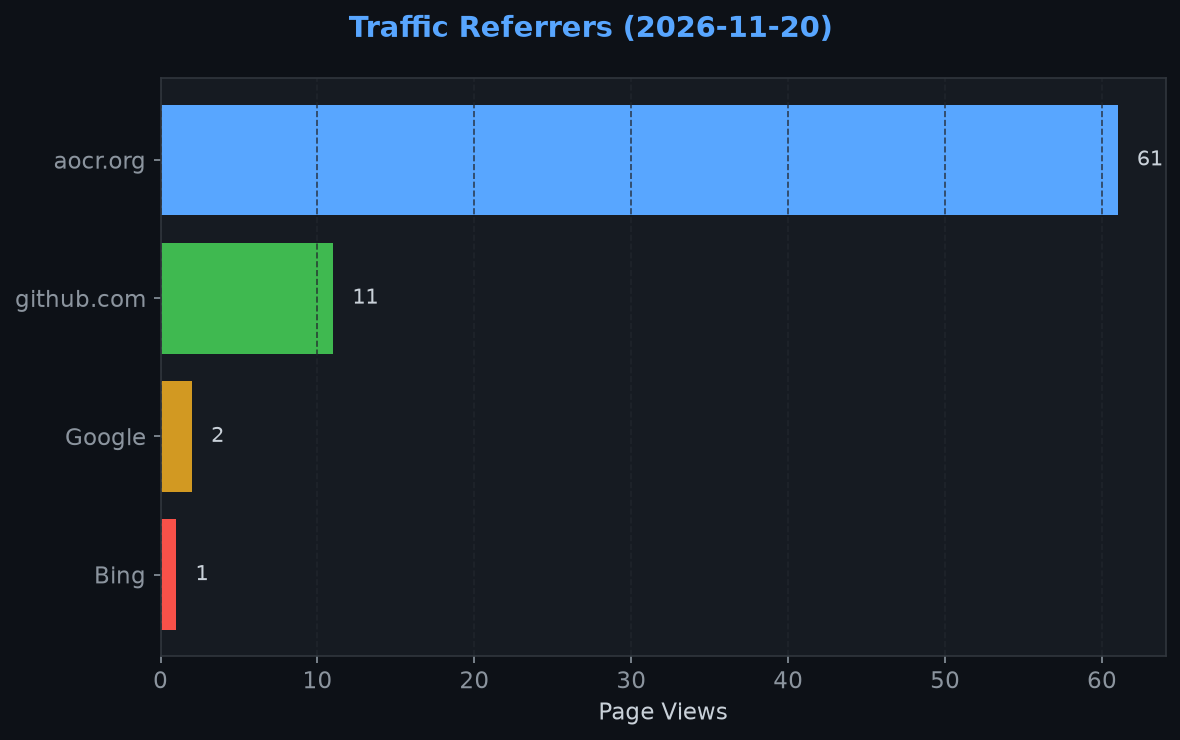 Traffic Referrers (2026-11-20)
aocr.org
61
github.com
11
Google
2
Bing
1
0 10 20 30 40 50 60
Page Views